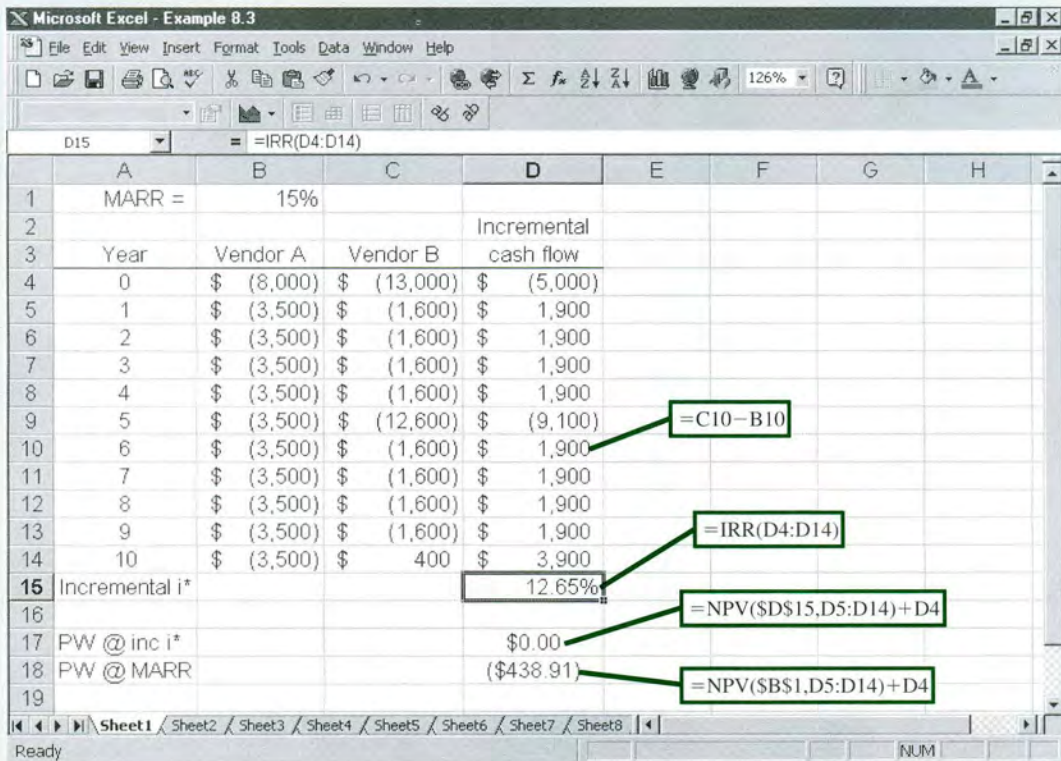 Microsoft Excel - Example 8.3
File Edit View Insert Format Tools Data Window Help
126%
D15 = =IRR(D4:D14)
A B C D E F G H
1 MARR = 15%
2 Incremental
3 Year Vendor A Vendor B cash flow
4 0 $ (8,000) $ (13,000) $ (5,000)
5 1 $ (3,500) $ (1,600) $ 1,900
6 2 $ (3,500) $ (1,600) $ 1,900
7 3 $ (3,500) $ (1,600) $ 1,900
8 4 $ (3,500) $ (1,600) $ 1,900
9 5 $ (3,500) $ (12,600) $ (9,100) =C10−B10
10 6 $ (3,500) $ (1,600) $ 1,900
11 7 $ (3,500) $ (1,600) $ 1,900
12 8 $ (3,500) $ (1,600) $ 1,900
13 9 $ (3,500) $ (1,600) $ 1,900 =IRR(D4:D14)
14 10 $ (3,500) $ 400 $ 3,900
15 Incremental i* 12.65%
16 =NPV($D$15,D5:D14)+D4
17 PW @ inc i* $0.00
18 PW @ MARR ($438.91)
19 =NPV($B$1,D5:D14)+D4
Sheet1 Sheet2 Sheet3 Sheet4 Sheet5 Sheet6 Sheet7 Sheet8
Ready NUM